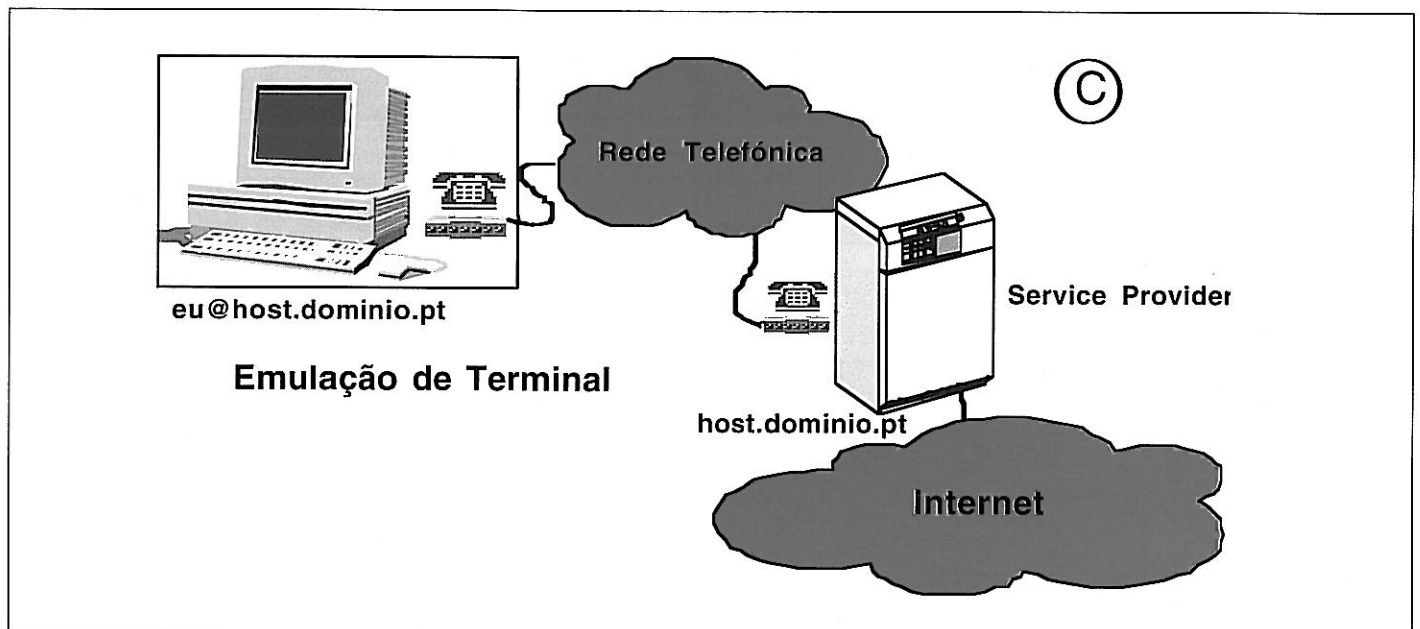 C
Rede Telefónica
eu@host.dominio.pt
Service Provider
Emulação de Terminal
host.dominio.pt
Internet